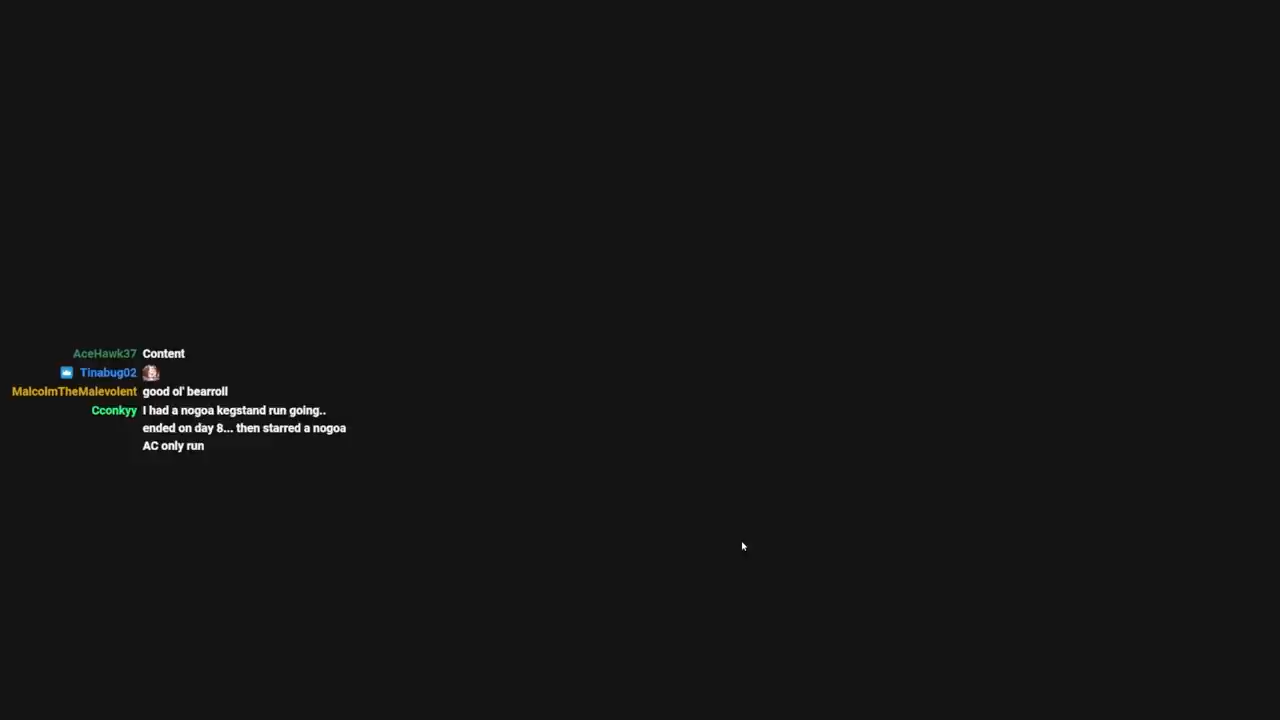 AceHawk37 Content
Tinabug02
MalcolmTheMalevolent good ol' bearroll
Cconkyy I had a nogoa kegstand run going..
ended on day 8... then starred a nogoa
AC only run